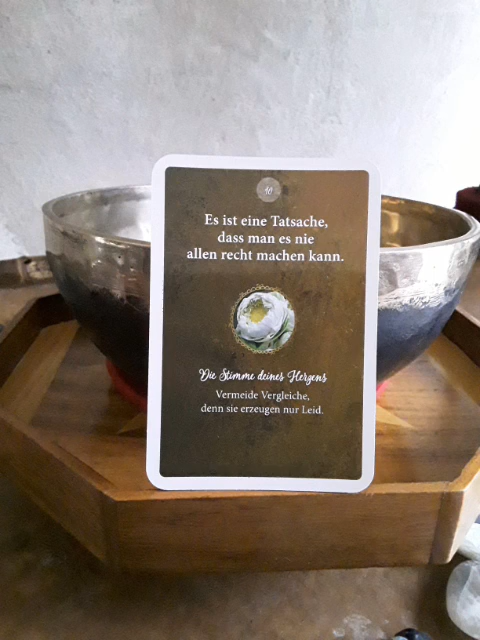 40
Es ist eine Tatsache,
dass man es nie
allen recht machen kann.
Die Stimme deines Herzens
Vermeide Vergleiche,
denn sie erzeugen nur Leid.